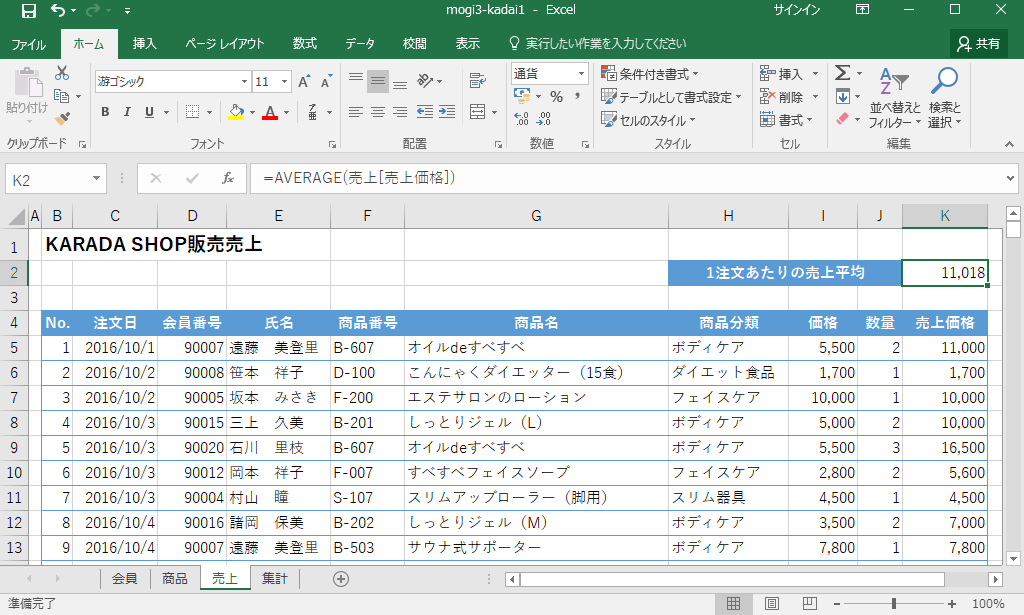 mogi3-kadai1 - Excel サインイン
ファイル ホーム 挿入 ページ レイアウト 数式 データ 校閲 表示 実行したい作業を入力してください 共有
貼り付け 游ゴシック 11 A A 通貨 条件付き書式 挿入 Σ
% , テーブルとして書式設定 削除 並べ替えと 検索と
B I U A セルのスタイル 書式 フィルター 選択
クリップボード フォント 配置 数値 スタイル セル 編集
K2 fx =AVERAGE(売上[売上価格])
A B C D E F G H I J K
1 KARADA SHOP販売売上
2 1注文あたりの売上平均 11,018
3
4 No. 注文日 会員番号 氏名 商品番号 商品名 商品分類 価格 数量 売上価格
5 1 2016/10/1 90007 遠藤 美登里 B-607 オイルdeすべすべ ボディケア 5,500 2 11,000
6 2 2016/10/2 90008 笹本 祥子 D-100 こんにゃくダイエッター（15食） ダイエット食品 1,700 1 1,700
7 3 2016/10/2 90005 坂本 みさき F-200 エステサロンのローション フェイスケア 10,000 1 10,000
8 4 2016/10/3 90015 三上 久美 B-201 しっとりジェル（L） ボディケア 5,000 2 10,000
9 5 2016/10/3 90020 石川 里枝 B-607 オイルdeすべすべ ボディケア 5,500 3 16,500
10 6 2016/10/3 90012 岡本 祥子 F-007 すべすべフェイスソープ フェイスケア 2,800 2 5,600
11 7 2016/10/3 90004 村山 瞳 S-107 スリムアップローラー（脚用） スリム器具 4,500 1 4,500
12 8 2016/10/4 90016 諸岡 保美 B-202 しっとりジェル（M） ボディケア 3,500 2 7,000
13 9 2016/10/4 90007 遠藤 美登里 B-503 サウナ式サポーター ボディケア 7,800 1 7,800
会員 商品 売上 集計
準備完了 100%